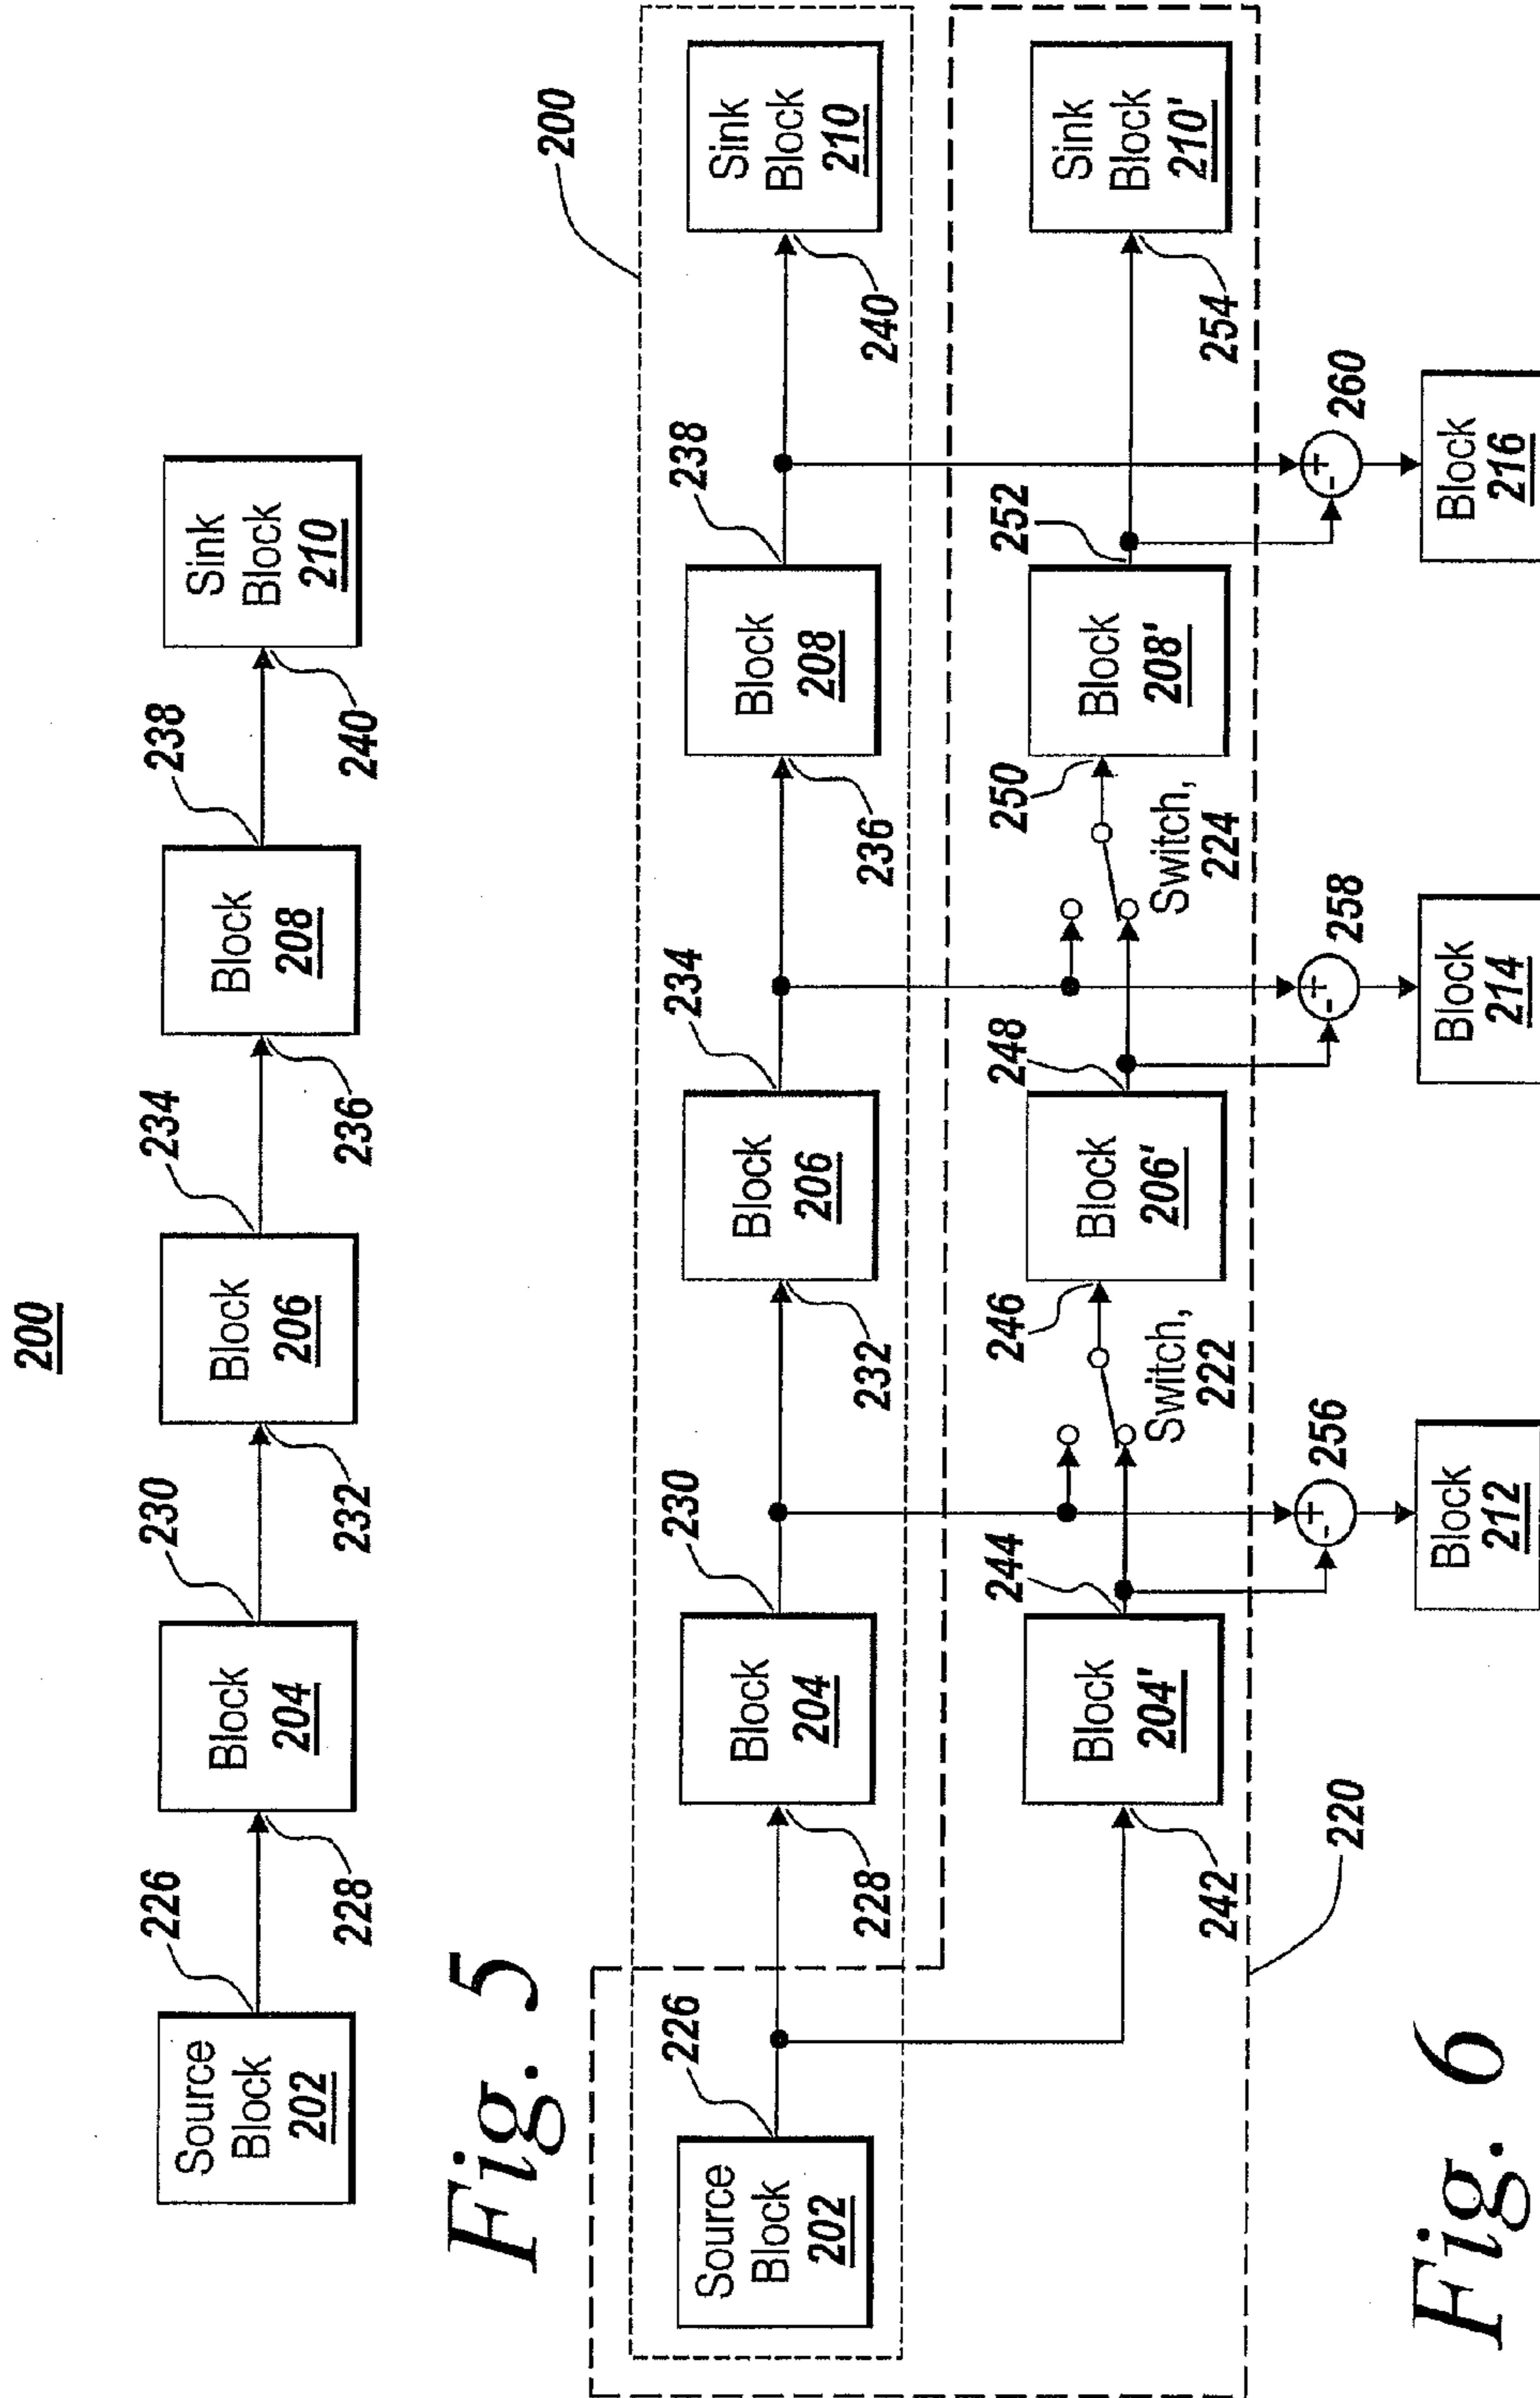 200
226
230
234
238
Source
Block
202
Block
204
Block
206
Block
208
Sink
Block
210
228
232
236
240
Fig. 5
200
226
230
234
238
Source
Block
202
Block
204
Block
206
Block
208
Sink
Block
210
228
232
236
240
244
246
248
250
252
Block
204'
Block
206'
Block
208'
Sink
Block
210'
Switch,
222
Switch,
224
242
254
220
+
-
256
+
-
258
+
-
260
Block
212
Block
214
Block
216
Fig. 6